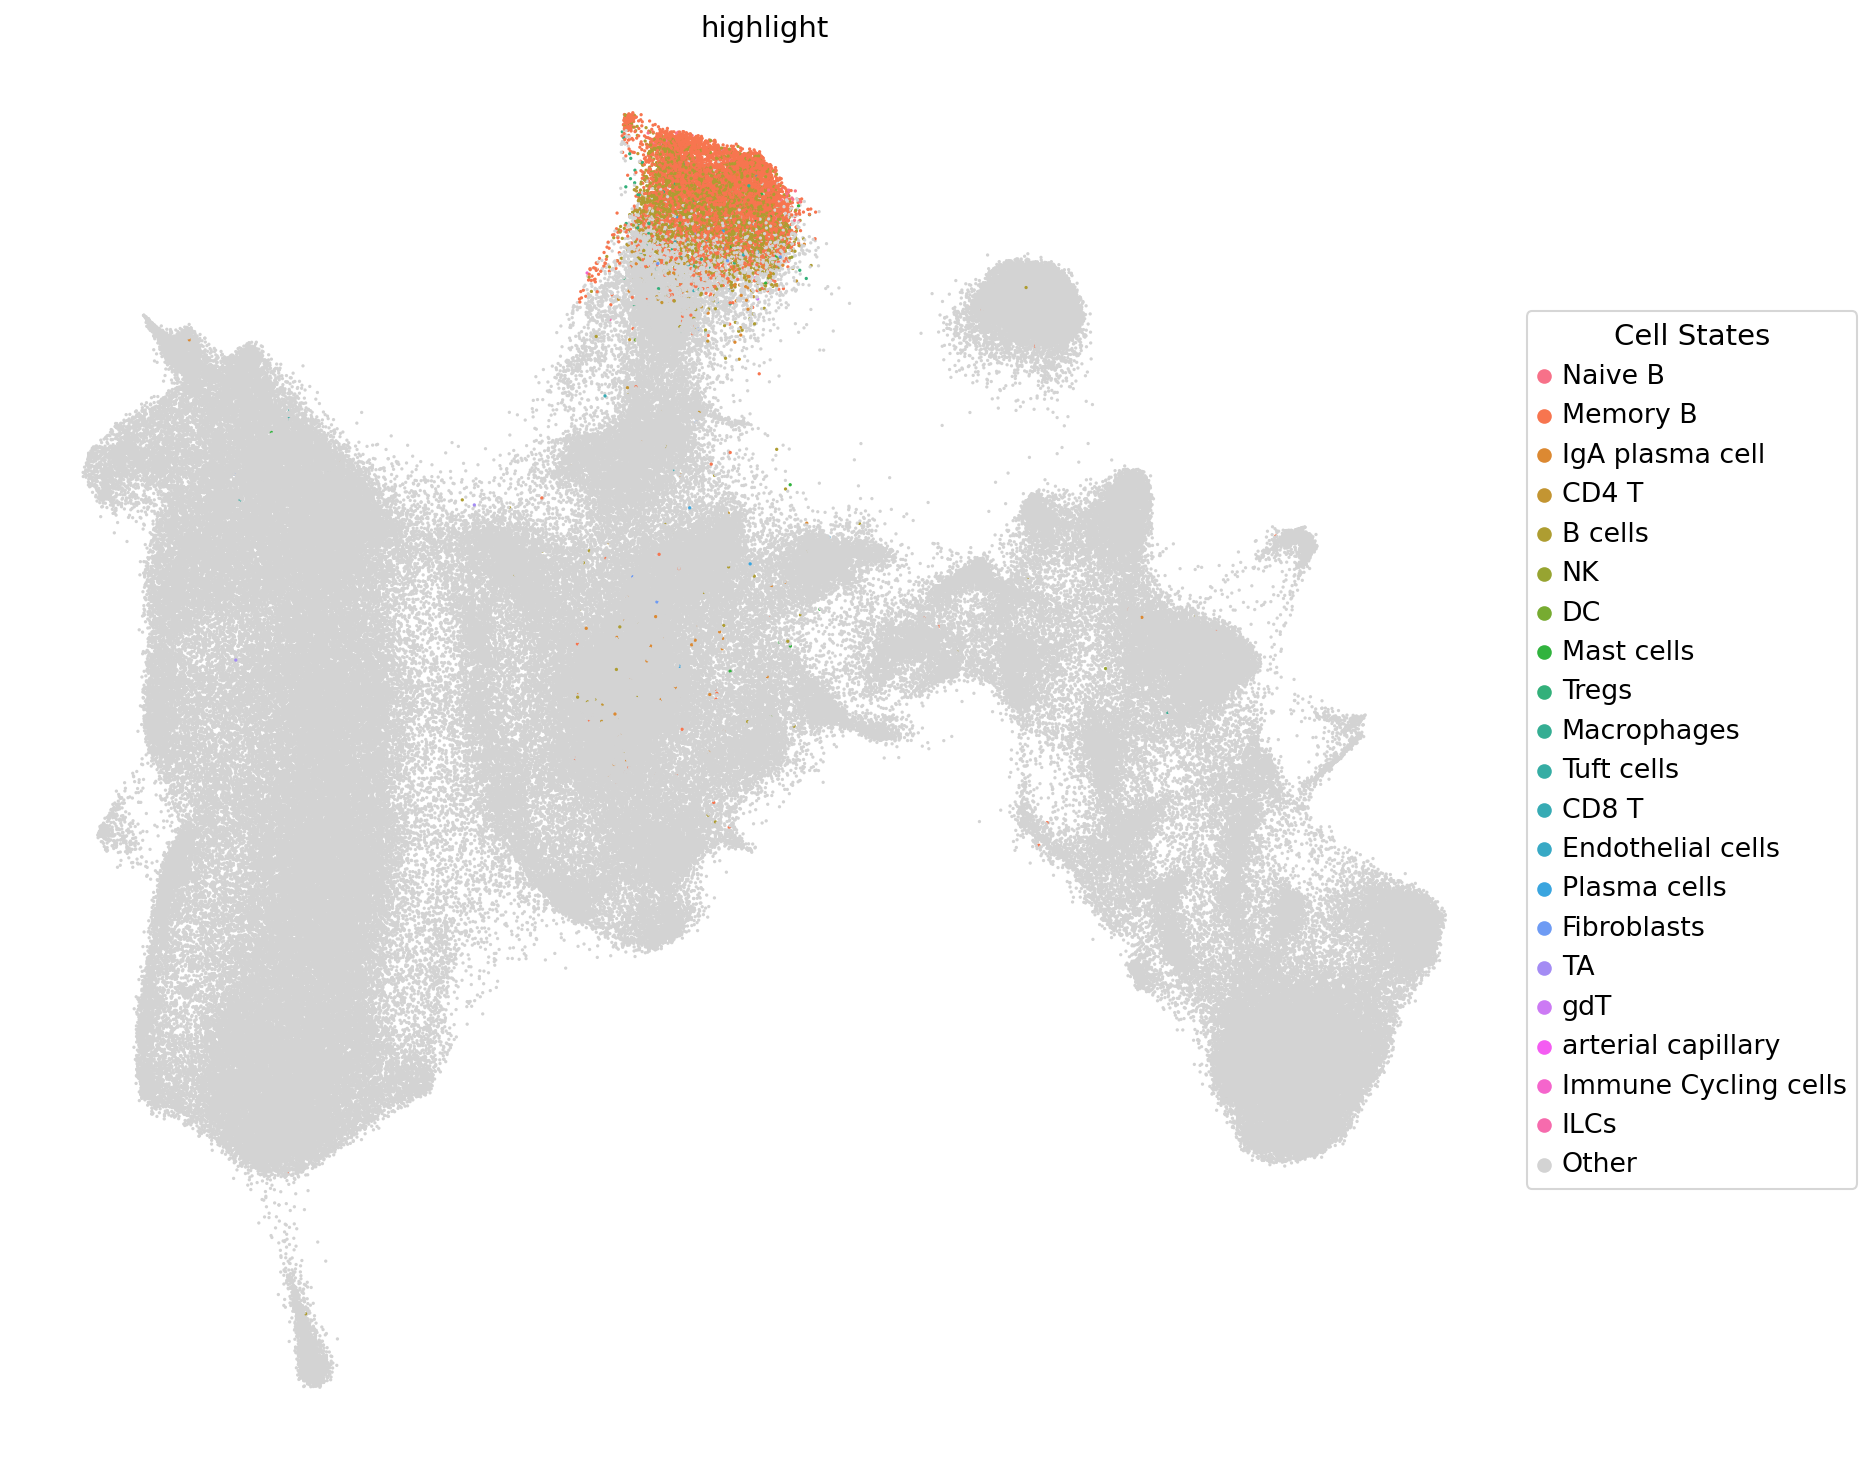 highlight
Cell States
Naive B
Memory B
IgA plasma cell
CD4 T
B cells
NK
DC
Mast cells
Tregs
Macrophages
Tuft cells
CD8 T
Endothelial cells
Plasma cells
Fibroblasts
TA
gdT
arterial capillary
Immune Cycling cells
ILCs
Other